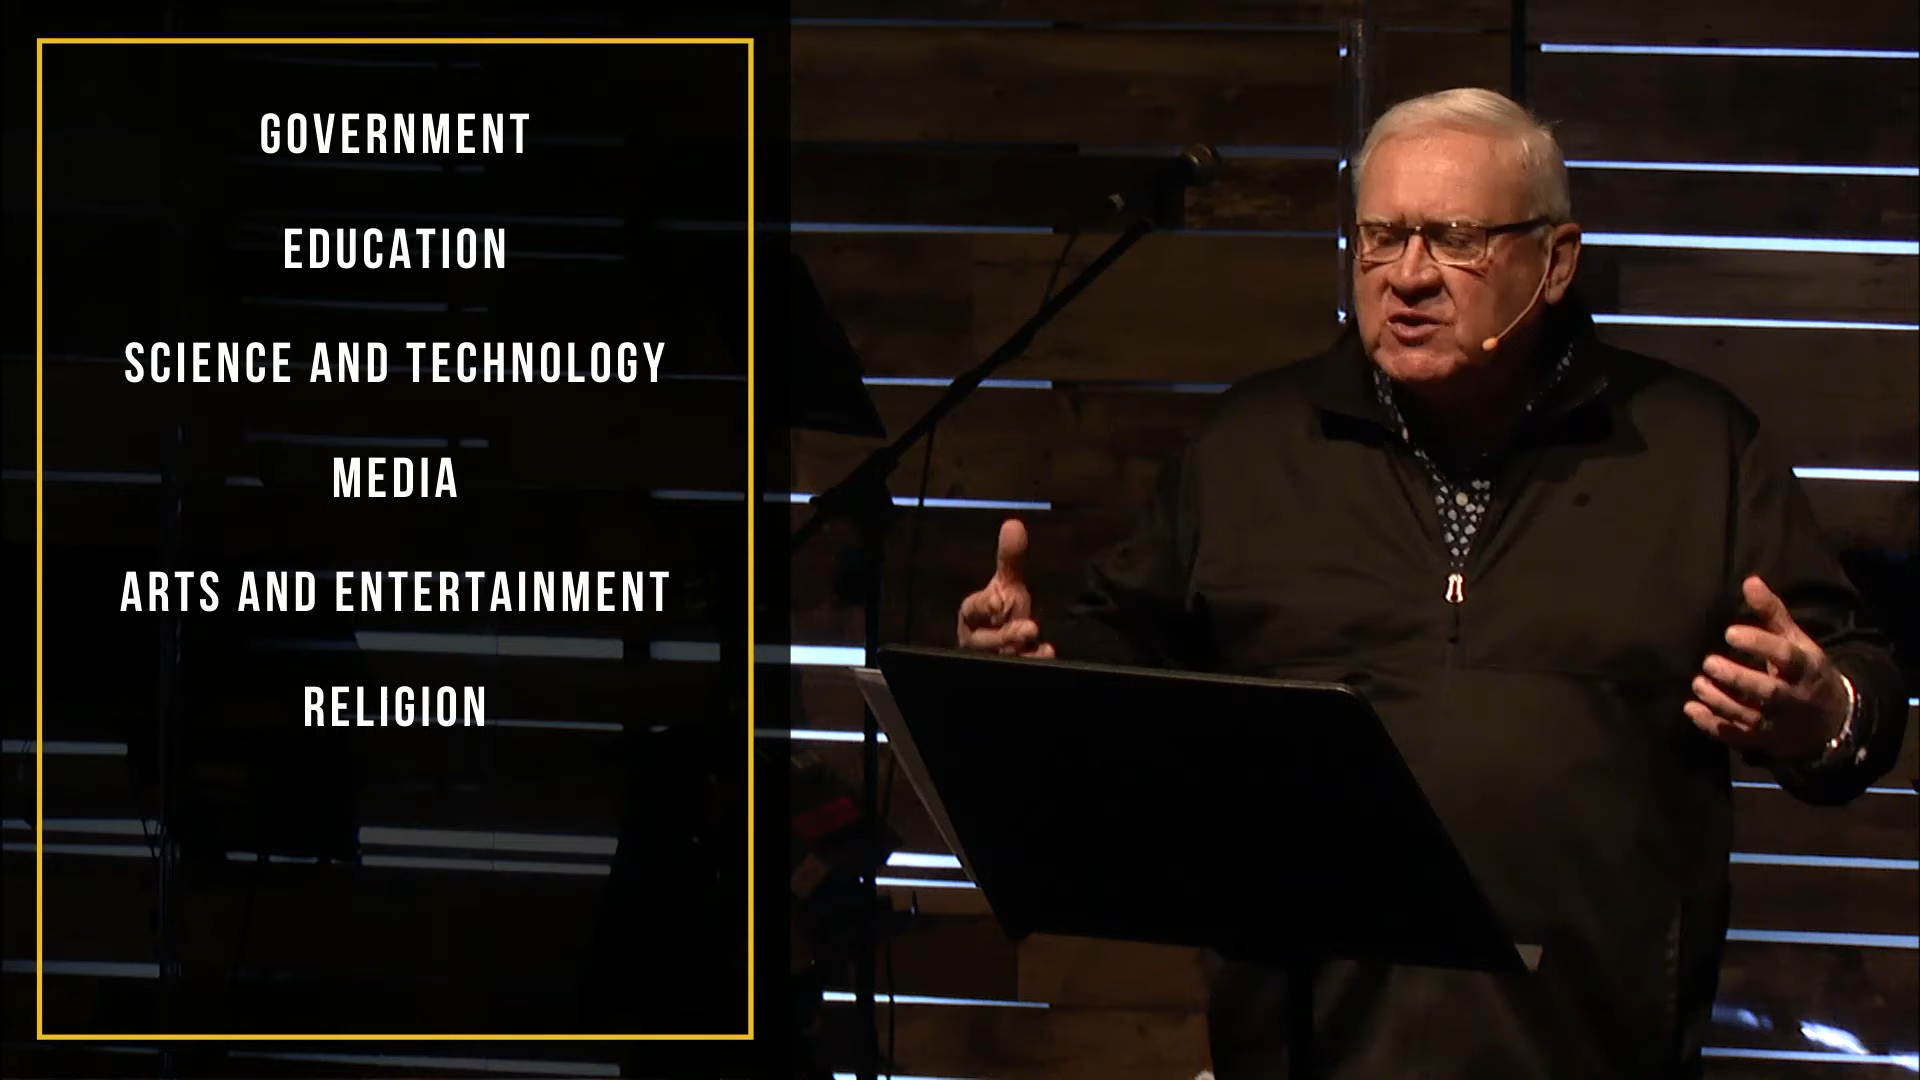 GOVERNMENT
EDUCATION
SCIENCE AND TECHNOLOGY
MEDIA
ARTS AND ENTERTAINMENT
RELIGION